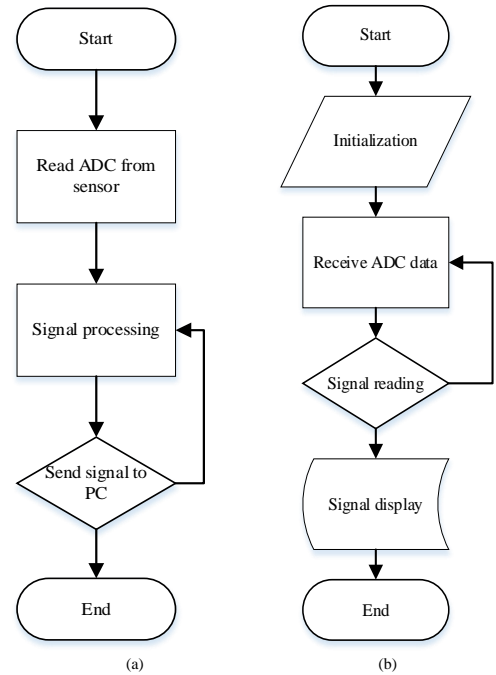 Start
Read ADC from
sensor
Signal processing
Send signal to
PC
End
(a)
Start
Initialization
Receive ADC data
Signal reading
Signal display
End
(b)